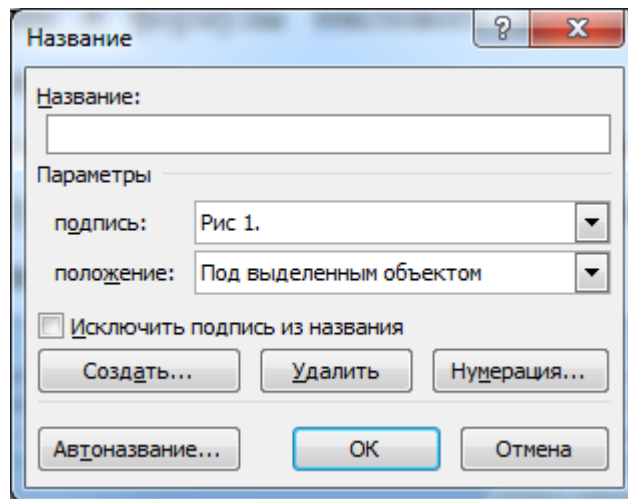 Название
?
X
Название:
Параметры
подпись:
Рис 1.
положение:
Под выделенным объектом
Исключить подпись из названия
Создать...
Удалить
Нумерация...
Автоназвание...
ОК
Отмена